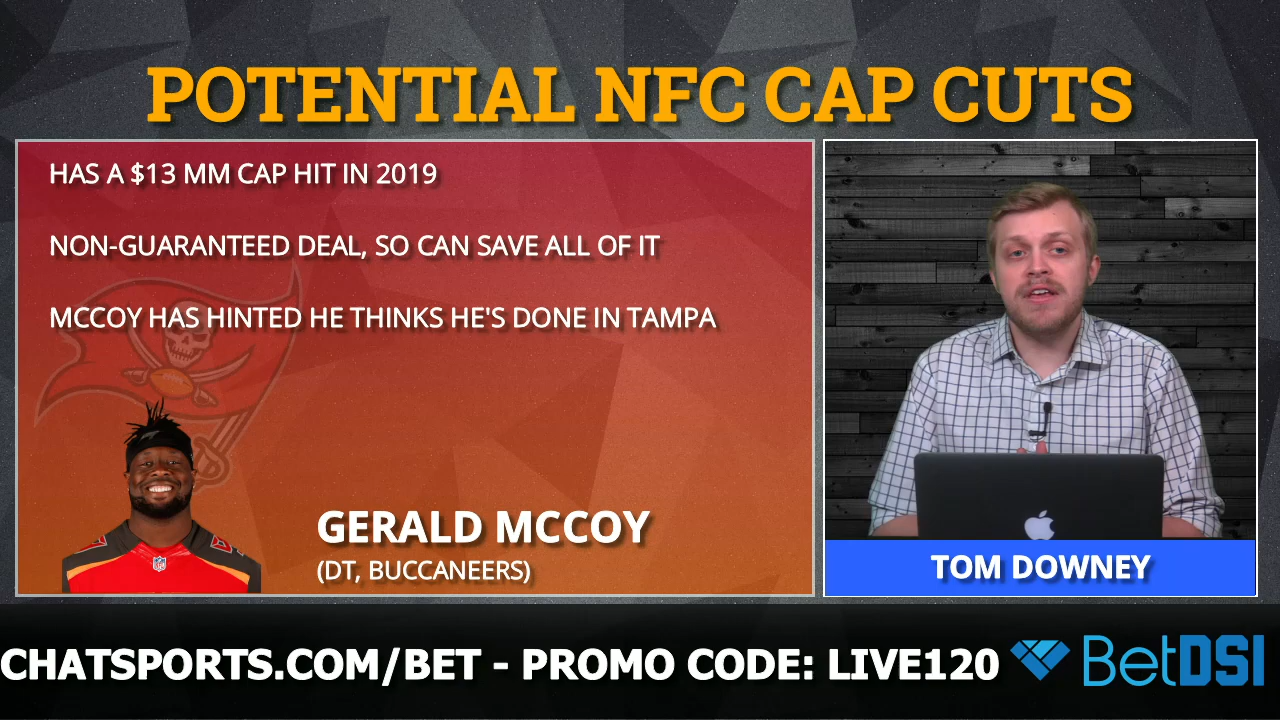 POTENTIAL NFC CAP CUTS
HAS A $13 MM CAP HIT IN 2019
NON-GUARANTEED DEAL, SO CAN SAVE ALL OF IT
MCCOY HAS HINTED HE THINKS HE'S DONE IN TAMPA
GERALD MCCOY
(DT, BUCCANEERS)
TOM DOWNEY
CHATSPORTS.COM/BET - PROMO CODE: LIVE120
BetDSI